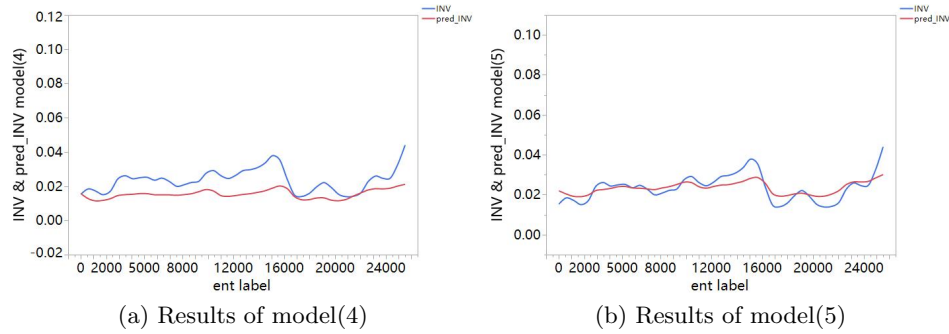 INV
pred_INV
INV & pred_INV model(4)
0.12
0.10
0.08
0.06
0.04
0.02
0.00
-0.02
0 2000 5000 8000 12000 16000 20000 24000
ent label
(a) Results of model(4)
INV
pred_INV
INV & pred_INV model(5)
0.10
0.08
0.06
0.04
0.02
0.00
0 2000 5000 8000 12000 16000 20000 24000
ent label
(b) Results of model(5)